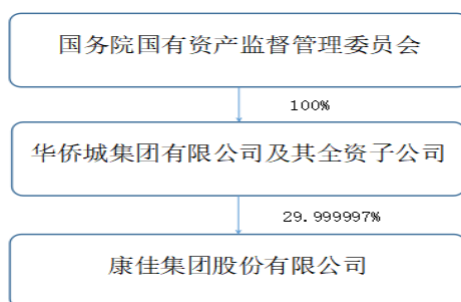 国务院国有资产监督管理委员会
100%
华侨城集团有限公司及其全资子公司
29.999997%
康佳集团股份有限公司